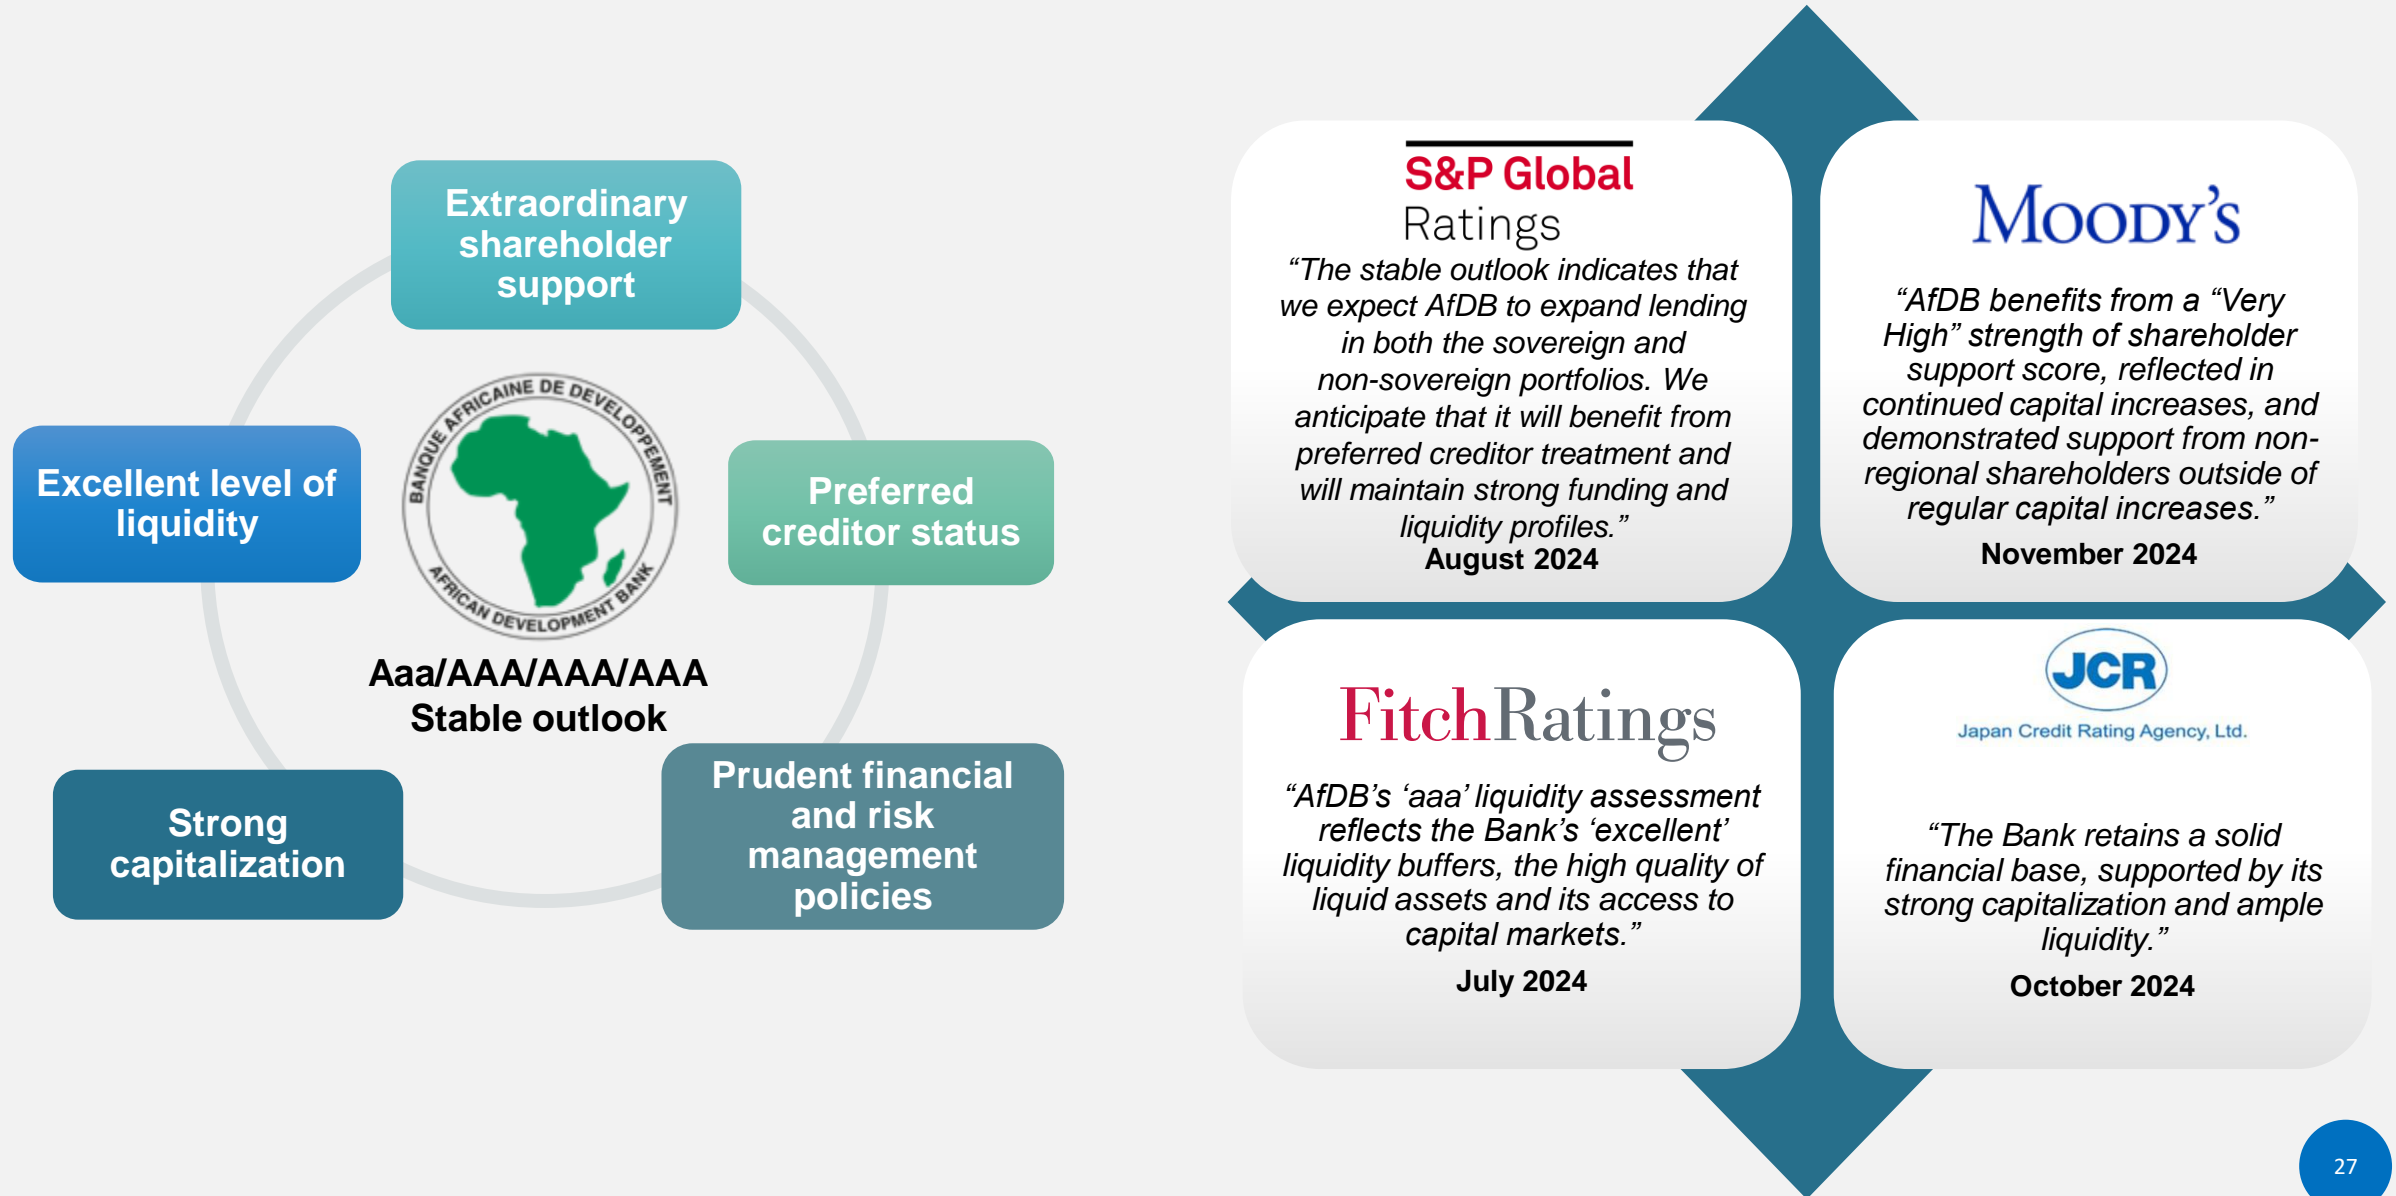 Extraordinary
shareholder
support
Excellent level of
liquidity
BANQUE AFRICAINE DE DEVELOPPEMENT
AFRICAN DEVELOPMENT BANK
Preferred
creditor status
Aaa/AAA/AAA/AAA
Stable outlook
Strong
capitalization
Prudent financial
and risk
management
policies
S&P Global
Ratings
“The stable outlook indicates that
we expect AfDB to expand lending
in both the sovereign and
non-sovereign portfolios. We
anticipate that it will benefit from
preferred creditor treatment and
will maintain strong funding and
liquidity profiles.”
August 2024
MOODY’S
“AfDB benefits from a “Very
High” strength of shareholder
support score, reflected in
continued capital increases, and
demonstrated support from non-
regional shareholders outside of
regular capital increases.”
November 2024
FitchRatings
“AfDB’s ‘aaa’ liquidity assessment
reflects the Bank’s ‘excellent’
liquidity buffers, the high quality of
liquid assets and its access to
capital markets.”
July 2024
JCR
Japan Credit Rating Agency, Ltd.
“The Bank retains a solid
financial base, supported by its
strong capitalization and ample
liquidity.”
October 2024
27